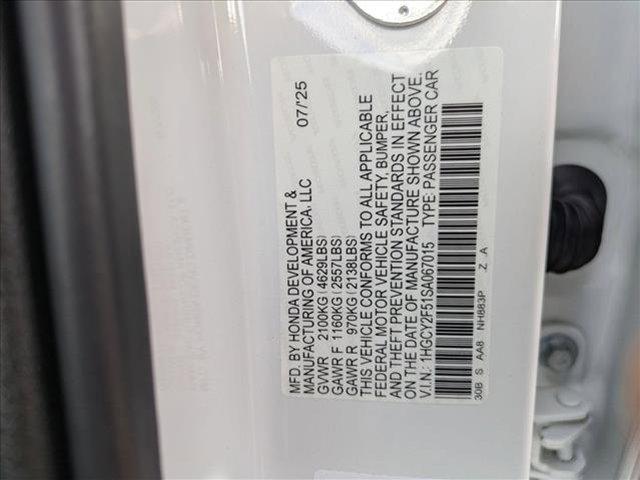 MFD. BY HONDA DEVELOPMENT &
MANUFACTURING OF AMERICA, LLC 07/'25
GVWR 2100KG (4629LBS)
GAWR F 1160KG (2557LBS)
GAWR R 970KG (2138LBS)
THIS VEHICLE CONFORMS TO ALL APPLICABLE
FEDERAL MOTOR VEHICLE SAFETY, BUMPER,
AND THEFT PREVENTION STANDARDS IN EFFECT
ON THE DATE OF MANUFACTURE SHOWN ABOVE.
V.I.N.: 1HGCY2F51SA067015 TYPE: PASSENGER CAR
30B S AA8 NH883P Z A